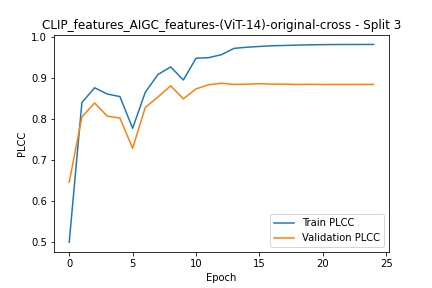 CLIP_features_AIGC_features-(ViT-14)-original-cross - Split 3
1.0
0.9
0.8
0.7
0.6
0.5
PLCC
Train PLCC
Validation PLCC
0 5 10 15 20 25
Epoch